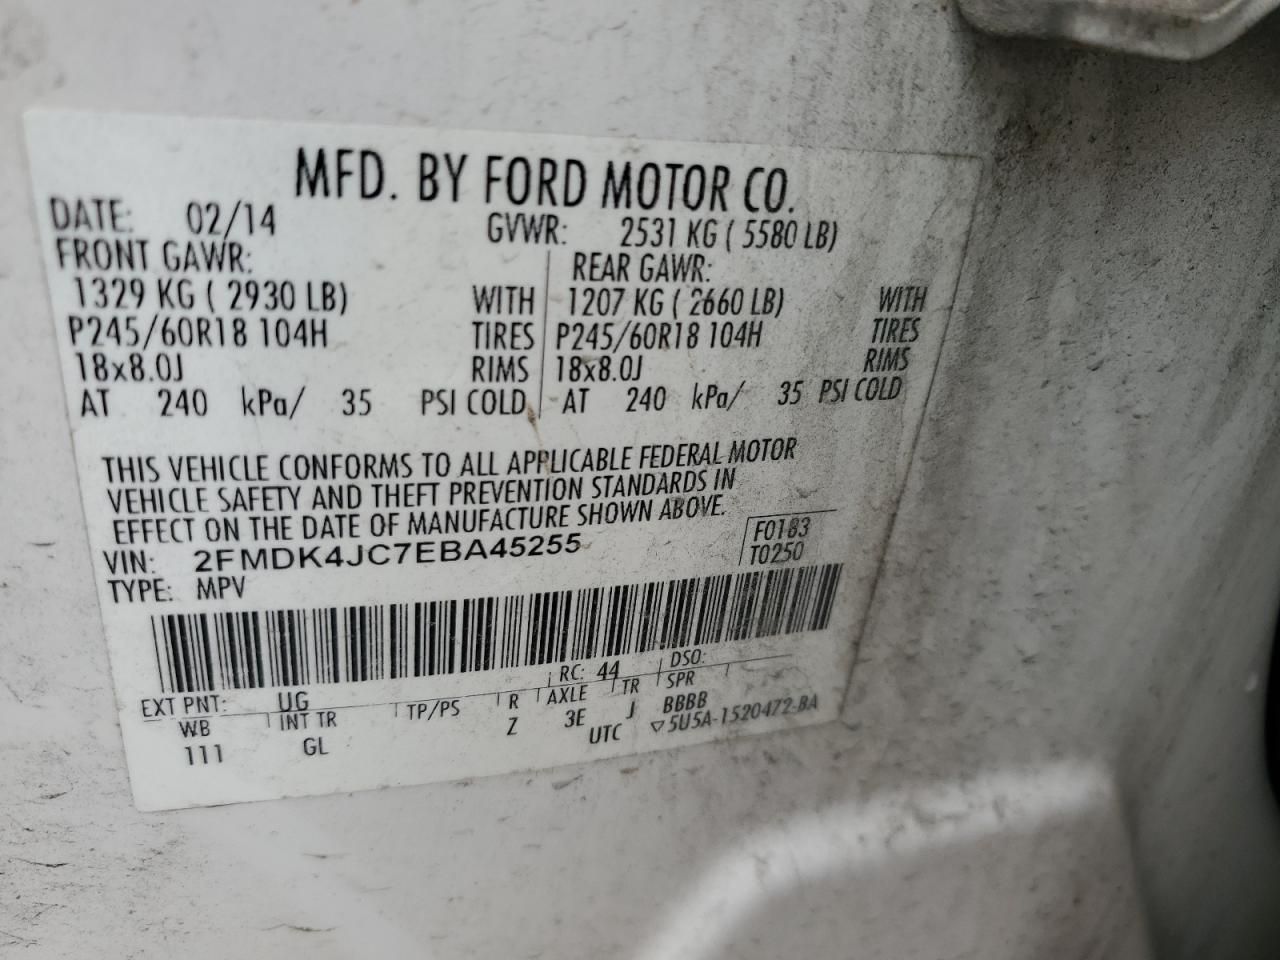 MFD. BY FORD MOTOR CO.
DATE: 02/14 GVWR: 2531 KG ( 5580 LB)
FRONT GAWR: REAR GAWR:
1329 KG ( 2930 LB) WITH 1207 KG ( 2660 LB) WITH
P245/60R18 104H TIRES P245/60R18 104H TIRES
18x8.0J RIMS 18x8.0J RIMS
AT 240 kPa/ 35 PSI COLD AT 240 kPa/ 35 PSI COLD
THIS VEHICLE CONFORMS TO ALL APPLICABLE FEDERAL MOTOR
VEHICLE SAFETY AND THEFT PREVENTION STANDARDS IN
EFFECT ON THE DATE OF MANUFACTURE SHOWN ABOVE.
VIN: 2FMDK4JC7EBA45255 F0183
TYPE: MPV T0250
EXT PNT: UG RC: 44 DSO:
WB INT TR TP/PS R AXLE TR SPR
111 GL Z 3E J BBBB
UTC ▽5U5A-1520472-BA